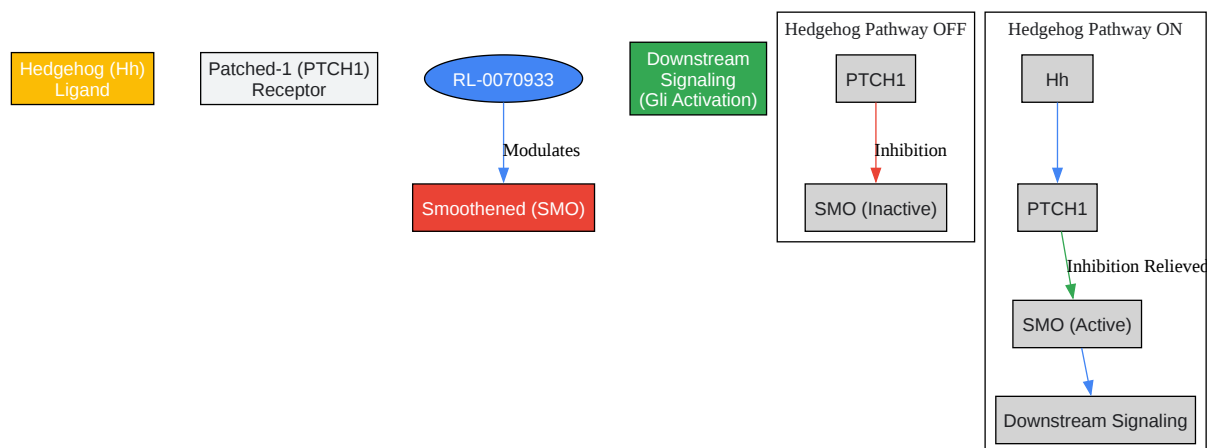 Hedgehog (Hh)
Ligand
Patched-1 (PTCH1)
Receptor
RL-0070933
Modulates
Smoothened (SMO)
Downstream
Signaling
(Gli Activation)
Hedgehog Pathway OFF
PTCH1
Inhibition
SMO (Inactive)
Hedgehog Pathway ON
Hh
PTCH1
Inhibition Relieved
SMO (Active)
Downstream Signaling